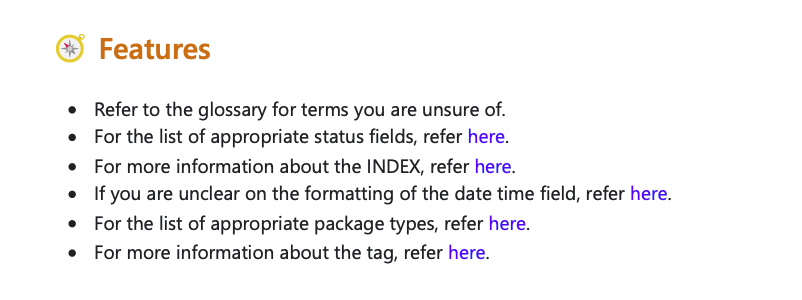 Features
Refer to the glossary for terms you are unsure of.
For the list of appropriate status fields, refer here.
For more information about the INDEX, refer here.
If you are unclear on the formatting of the date time field, refer here.
For the list of appropriate package types, refer here.
For more information about the tag, refer here.